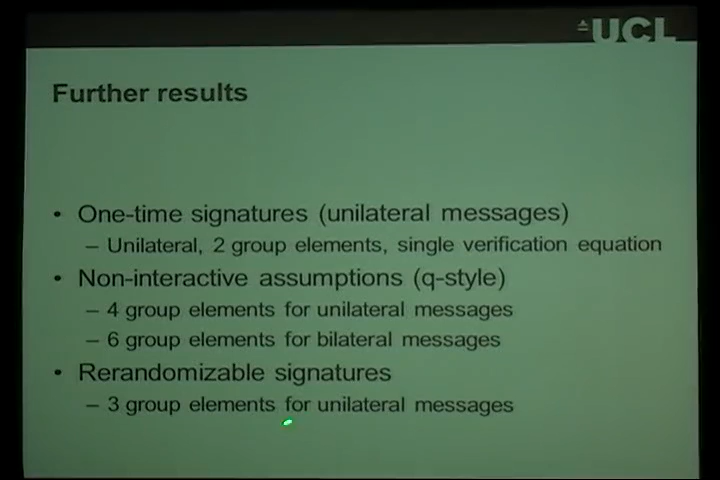 UCL
Further results
• One-time signatures (unilateral messages)
– Unilateral, 2 group elements, single verification equation
• Non-interactive assumptions (q-style)
– 4 group elements for unilateral messages
– 6 group elements for bilateral messages
• Rerandomizable signatures
– 3 group elements for unilateral messages